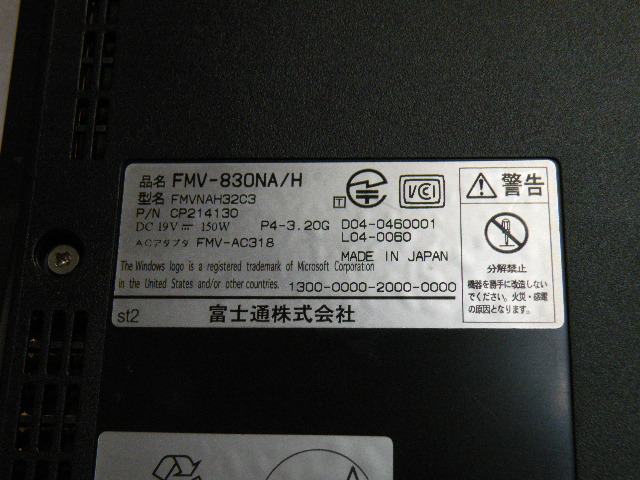 品名 FMV-830NA/H
型名 FMVNAH32C3
P/N CP214130
DC 19V 150W P4-3.20G D04-0460001
L04-0060
ACアダプタ FMV-AC318
MADE IN JAPAN
The Windows logo is a registered trademark of Microsoft Corporation
in the United States and/or other countries. 1300-0000-2000-0000
st2 富士通株式会社
T
VCI
警告
分解禁止
機器を勝手に改造しない
でください。火災・感電
の原因となります。